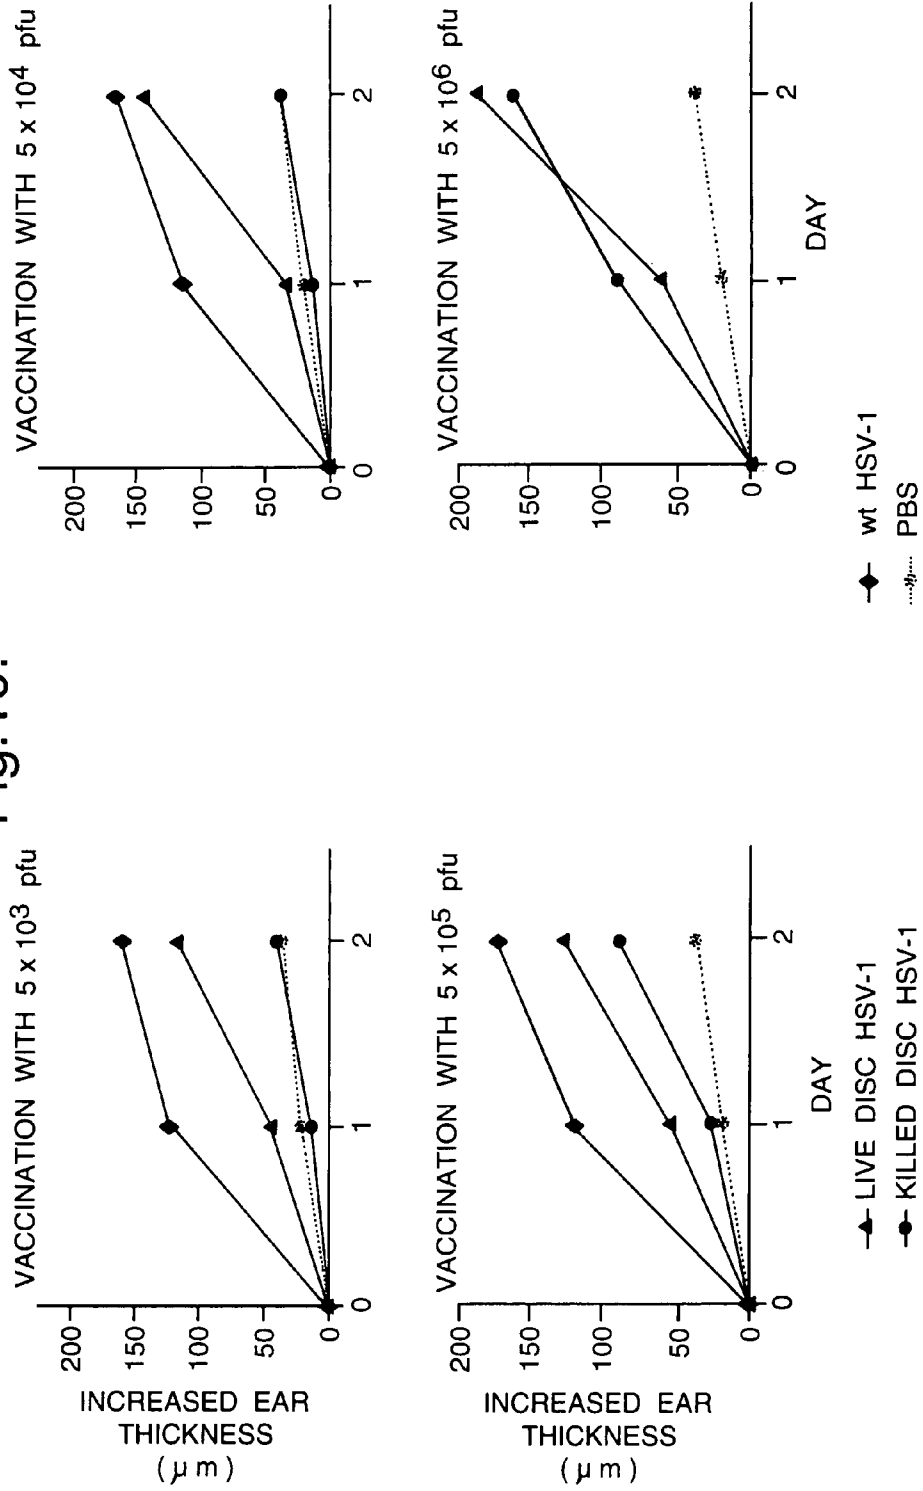 VACCINATION WITH 5 x 10³ pfu
INCREASED EAR
THICKNESS
(µm)
200
150
100
50
0
0
1
2
VACCINATION WITH 5 x 10⁴ pfu
200
150
100
50
0
0
1
2
VACCINATION WITH 5 x 10⁵ pfu
INCREASED EAR
THICKNESS
(µm)
200
150
100
50
0
0
1
2
DAY
VACCINATION WITH 5 x 10⁶ pfu
200
150
100
50
0
0
1
2
DAY
LIVE DISC HSV-1
KILLED DISC HSV-1
wt HSV-1
PBS